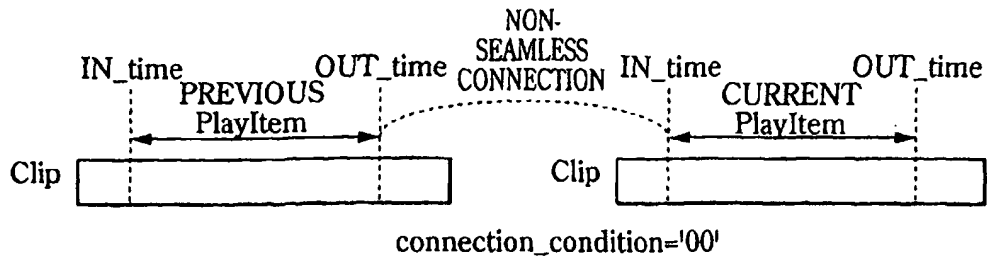 NON-
SEAMLESS
CONNECTION
IN_time
OUT_time
IN_time
OUT_time
PREVIOUS
PlayItem
CURRENT
PlayItem
Clip
Clip
connection_condition='00'